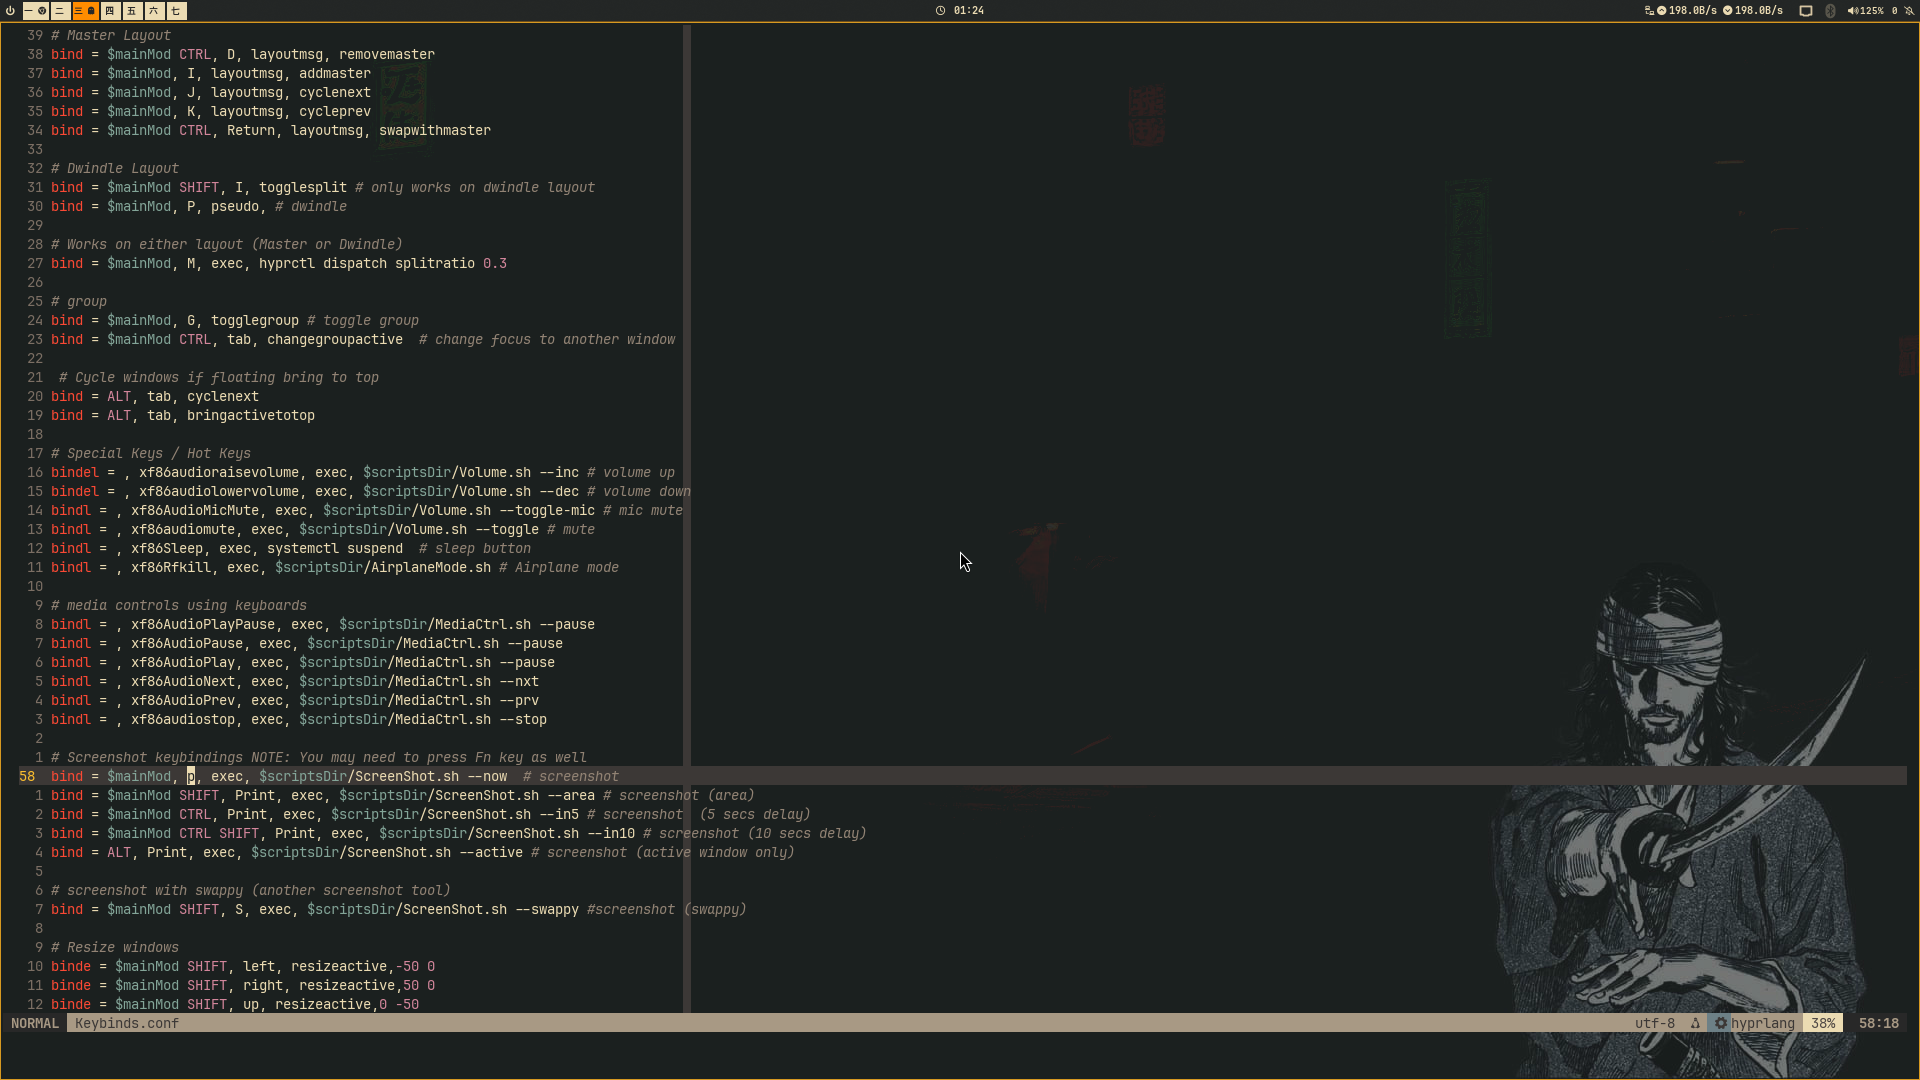 一 二 三 四 五 六 七 01:24 198.0B/s 198.0B/s 125% 0
39 # Master Layout
38 bind = $mainMod CTRL, D, layoutmsg, removemaster
37 bind = $mainMod, I, layoutmsg, addmaster
36 bind = $mainMod, J, layoutmsg, cyclenext
35 bind = $mainMod, K, layoutmsg, cycleprev
34 bind = $mainMod CTRL, Return, layoutmsg, swapwithmaster
33
32 # Dwindle Layout
31 bind = $mainMod SHIFT, I, togglesplit # only works on dwindle layout
30 bind = $mainMod, P, pseudo, # dwindle
29
28 # Works on either layout (Master or Dwindle)
27 bind = $mainMod, M, exec, hyprctl dispatch splitratio 0.3
26
25 # group
24 bind = $mainMod, G, togglegroup # toggle group
23 bind = $mainMod CTRL, tab, changegroupactive  # change focus to another window
22
21  # Cycle windows if floating bring to top
20 bind = ALT, tab, cyclenext
19 bind = ALT, tab, bringactivetotop
18
17 # Special Keys / Hot Keys
16 bindel = , xf86audioraisevolume, exec, $scriptsDir/Volume.sh --inc # volume up
15 bindel = , xf86audiolowervolume, exec, $scriptsDir/Volume.sh --dec # volume down
14 bindl = , xf86AudioMicMute, exec, $scriptsDir/Volume.sh --toggle-mic # mic mute
13 bindl = , xf86audiomute, exec, $scriptsDir/Volume.sh --toggle # mute
12 bindl = , xf86Sleep, exec, systemctl suspend  # sleep button
11 bindl = , xf86Rfkill, exec, $scriptsDir/AirplaneMode.sh # Airplane mode
10
9 # media controls using keyboards
8 bindl = , xf86AudioPlayPause, exec, $scriptsDir/MediaCtrl.sh --pause
7 bindl = , xf86AudioPause, exec, $scriptsDir/MediaCtrl.sh --pause
6 bindl = , xf86AudioPlay, exec, $scriptsDir/MediaCtrl.sh --pause
5 bindl = , xf86AudioNext, exec, $scriptsDir/MediaCtrl.sh --nxt
4 bindl = , xf86AudioPrev, exec, $scriptsDir/MediaCtrl.sh --prv
3 bindl = , xf86audiostop, exec, $scriptsDir/MediaCtrl.sh --stop
2
1 # Screenshot keybindings NOTE: You may need to press Fn key as well
58 bind = $mainMod, p, exec, $scriptsDir/ScreenShot.sh --now  # screenshot
1 bind = $mainMod SHIFT, Print, exec, $scriptsDir/ScreenShot.sh --area # screenshot (area)
2 bind = $mainMod CTRL, Print, exec, $scriptsDir/ScreenShot.sh --in5 # screenshot  (5 secs delay)
3 bind = $mainMod CTRL SHIFT, Print, exec, $scriptsDir/ScreenShot.sh --in10 # screenshot (10 secs delay)
4 bind = ALT, Print, exec, $scriptsDir/ScreenShot.sh --active # screenshot (active window only)
5
6 # screenshot with swappy (another screenshot tool)
7 bind = $mainMod SHIFT, S, exec, $scriptsDir/ScreenShot.sh --swappy #screenshot (swappy)
8
9 # Resize windows
10 binde = $mainMod SHIFT, left, resizeactive,-50 0
11 binde = $mainMod SHIFT, right, resizeactive,50 0
12 binde = $mainMod SHIFT, up, resizeactive,0 -50
NORMAL Keybinds.conf utf-8 hyprlang 38% 58:18